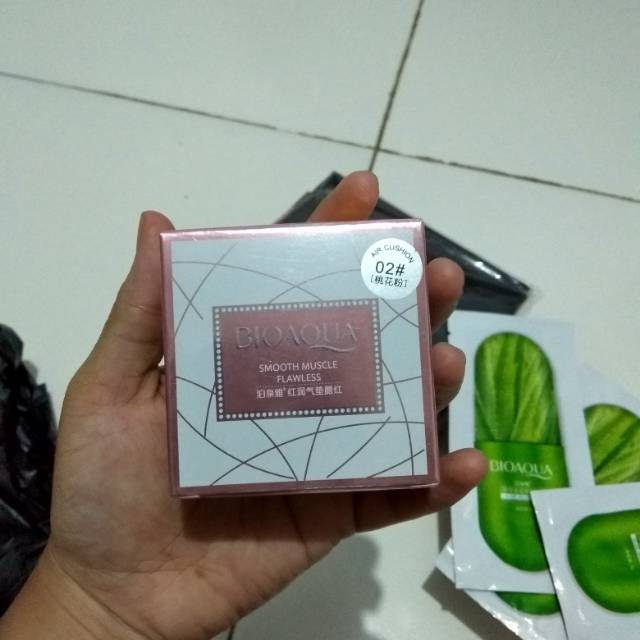 AIR CUSHION
02#
[桃花粉]
BIOAQUA
SMOOTH MUSCLE
FLAWLESS
泊泉雅®红润气垫腮红
BIOAQUA